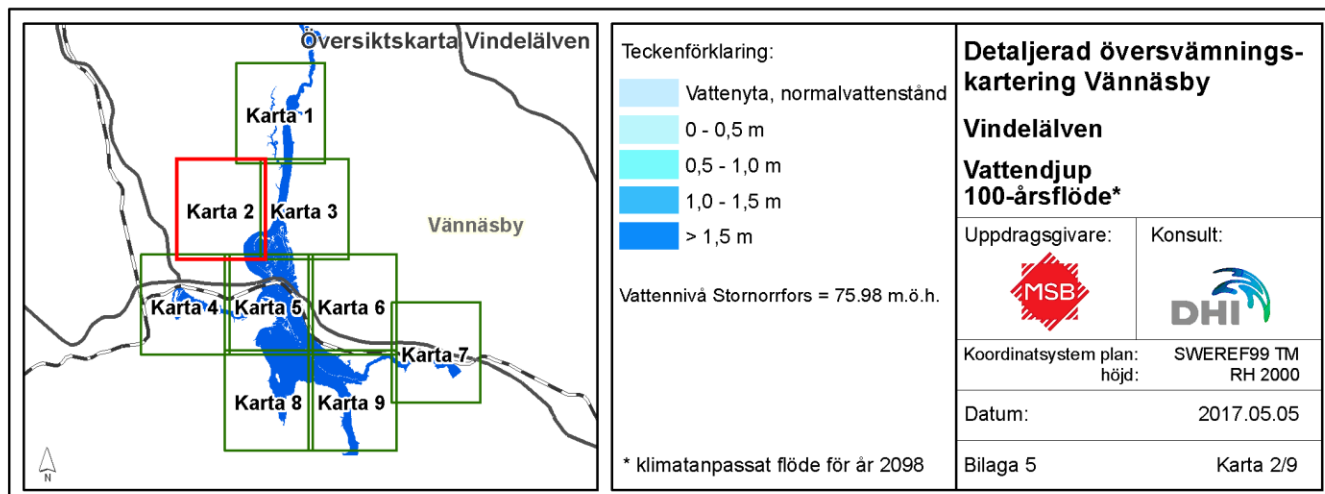 Översiktskarta Vindelälven
Karta 1
Karta 2
Karta 3
Vännäsby
Karta 4
Karta 5
Karta 6
Karta 7
Karta 8
Karta 9
N
Teckenförklaring:
Vattenyta, normalvattenstånd
0 - 0,5 m
0,5 - 1,0 m
1,0 - 1,5 m
> 1,5 m
Vattennivå Stornorrfors = 75.98 m.ö.h.
* klimatanpassat flöde för år 2098
Detaljerad översvämnings-
kartering Vännäsby
Vindelälven
Vattendjup
100-årsflöde*
Uppdragsgivare:
MSB
Konsult:
DHI
Koordinatsystem plan: SWEREF99 TM
höjd: RH 2000
Datum: 2017.05.05
Bilaga 5 Karta 2/9